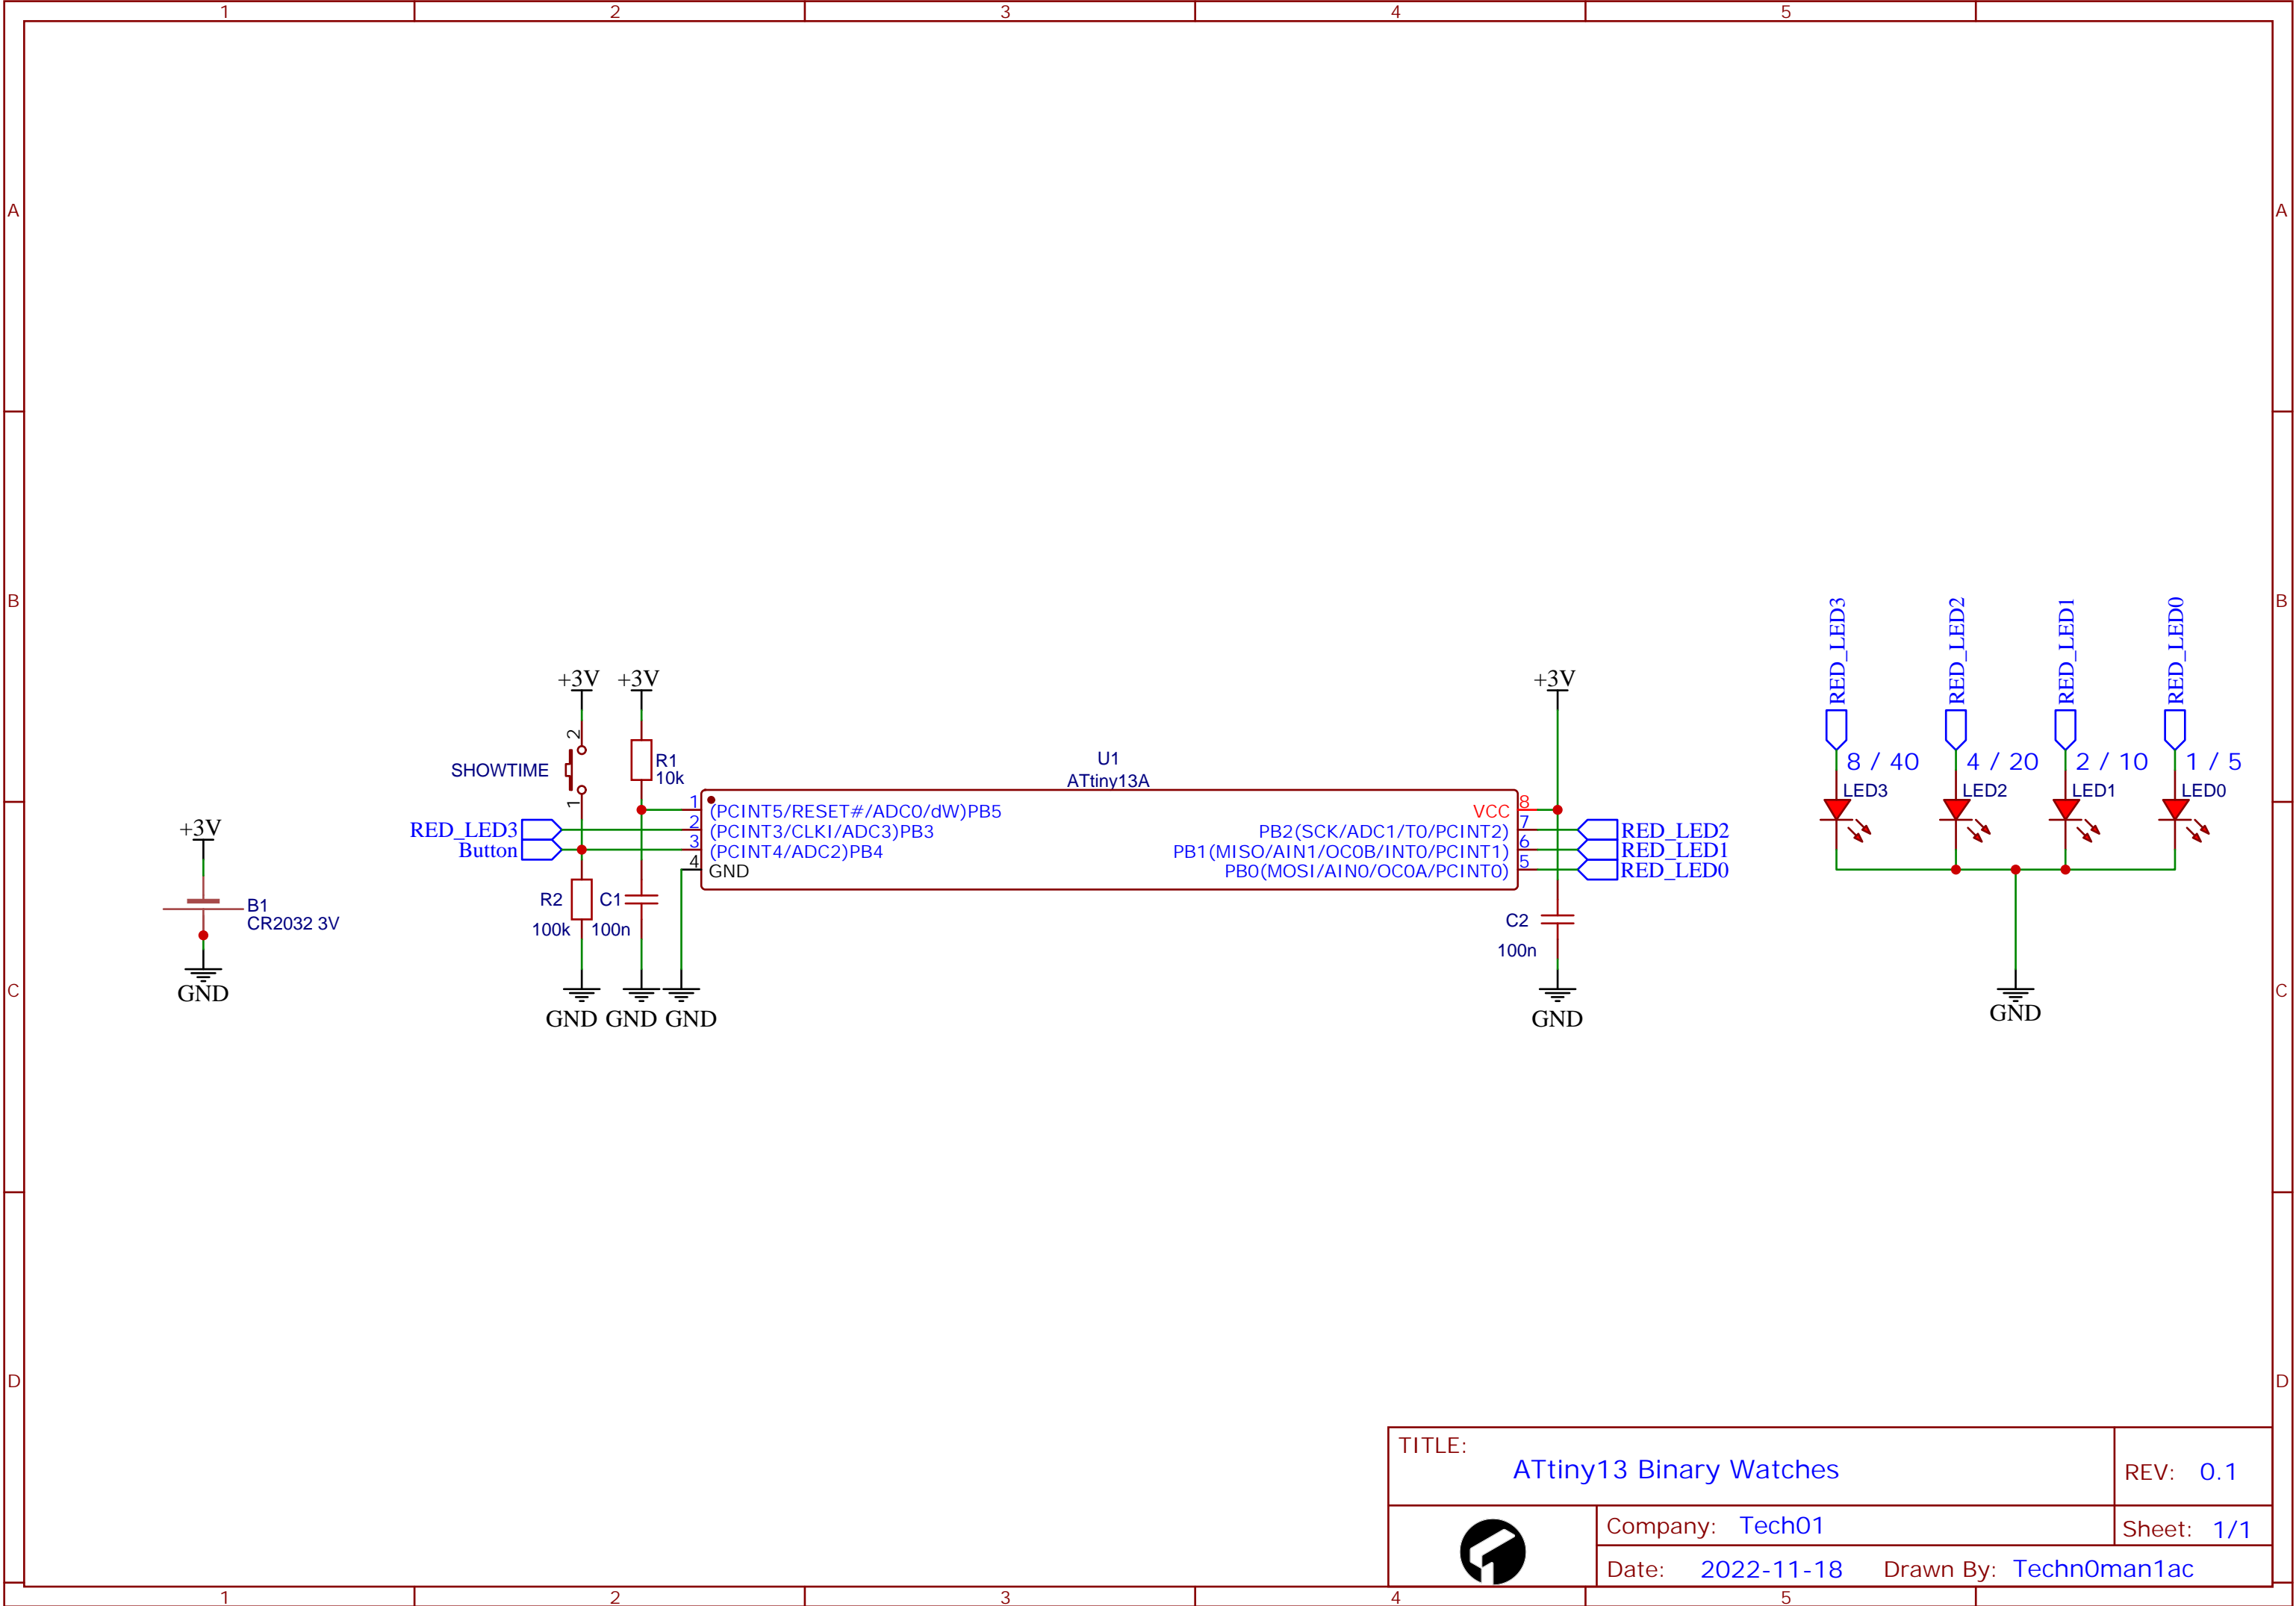 1 2 3 4 5
A A
B B
C C
D D
RED_LED3 RED_LED2 RED_LED1 RED_LED0
8 / 40 4 / 20 2 / 10 1 / 5
LED3 LED2 LED1 LED0
GND
+3V +3V
2
SHOWTIME
1
R1
10k
U1
ATtiny13A
1 (PCINT5/RESET#/ADC0/dW)PB5
RED_LED3 2 (PCINT3/CLKI/ADC3)PB3
Button 3 (PCINT4/ADC2)PB4
4 GND
+3V
VCC 8
PB2(SCK/ADC1/T0/PCINT2) 7 RED_LED2
PB1(MISO/AIN1/OC0B/INT0/PCINT1) 6 RED_LED1
PB0(MOSI/AIN0/OC0A/PCINT0) 5 RED_LED0
+3V
B1
CR2032 3V
GND
R2 C1
100k 100n
GND GND GND
C2
100n
GND
TITLE:
ATtiny13 Binary Watches
REV: 0.1
Company: Tech01
Sheet: 1/1
Date: 2022-11-18 Drawn By: Techn0man1ac
1 2 3 4 5